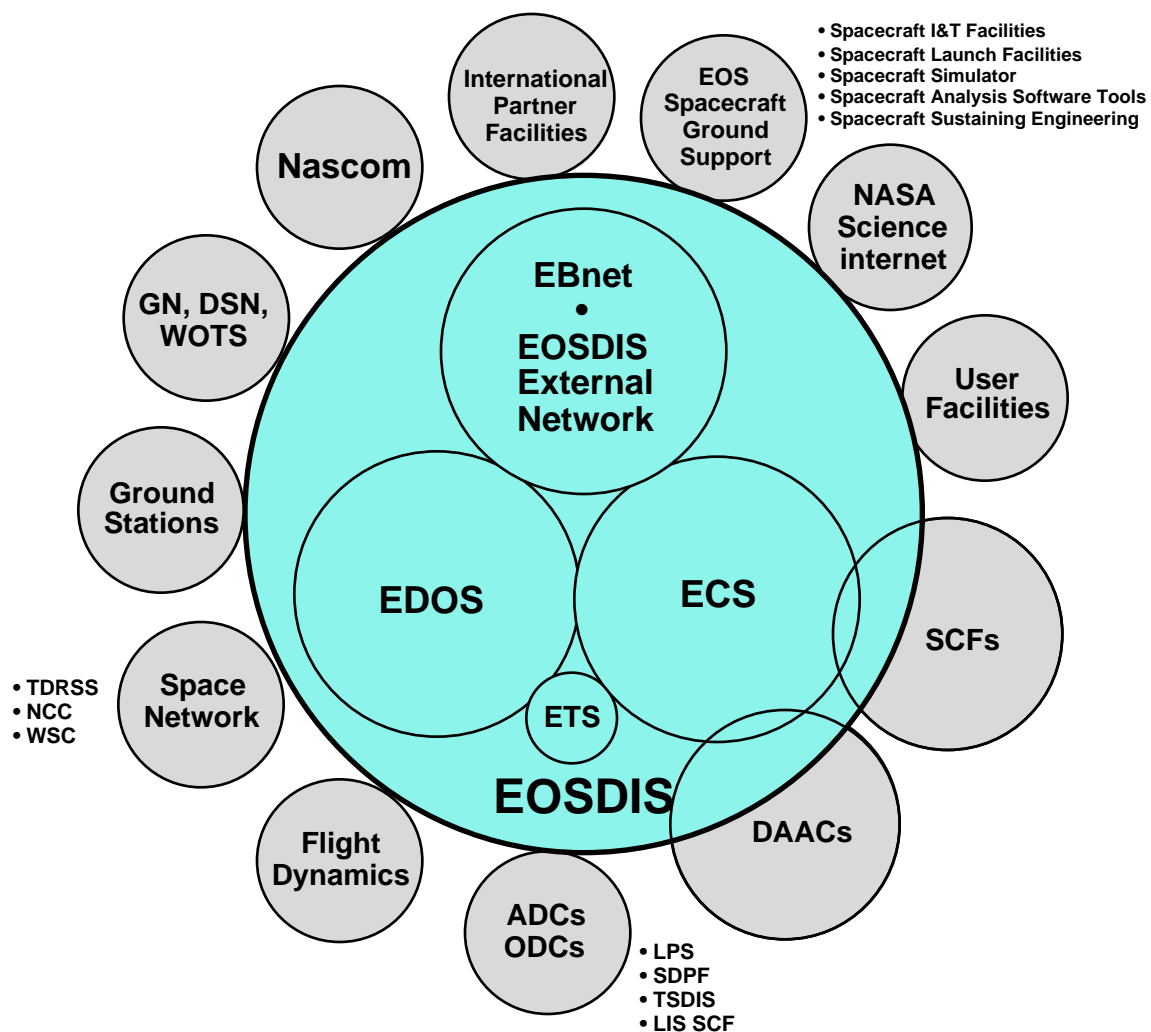 • Spacecraft I&T Facilities
• Spacecraft Launch Facilities
• Spacecraft Simulator
• Spacecraft Analysis Software Tools
• Spacecraft Sustaining Engineering
International
Partner
Facilities
EOS
Spacecraft
Ground
Support
Nascom
NASA
Science
internet
EBnet
•
EOSDIS
External
Network
GN, DSN,
WOTS
User
Facilities
Ground
Stations
EDOS
ECS
SCFs
Space
Network
• TDRSS
• NCC
• WSC
ETS
EOSDIS
DAACs
Flight
Dynamics
ADCs
ODCs
• LPS
• SDPF
• TSDIS
• LIS SCF